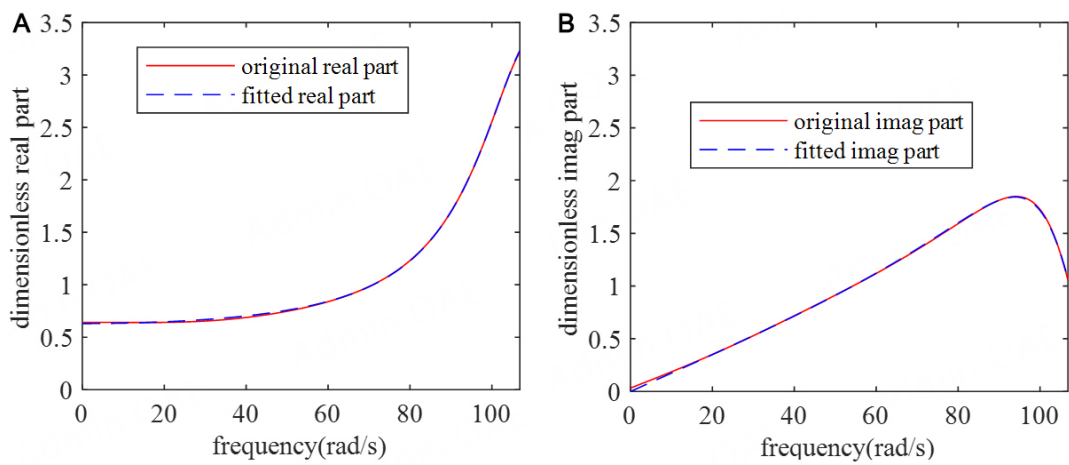 A
3.5
3
2.5
2
1.5
1
0.5
0
dimensionless real part
original real part
fitted real part
0 20 40 60 80 100
frequency(rad/s)
B
3.5
3
2.5
2
1.5
1
0.5
0
dimensionless imag part
original imag part
fitted imag part
0 20 40 60 80 100
frequency(rad/s)